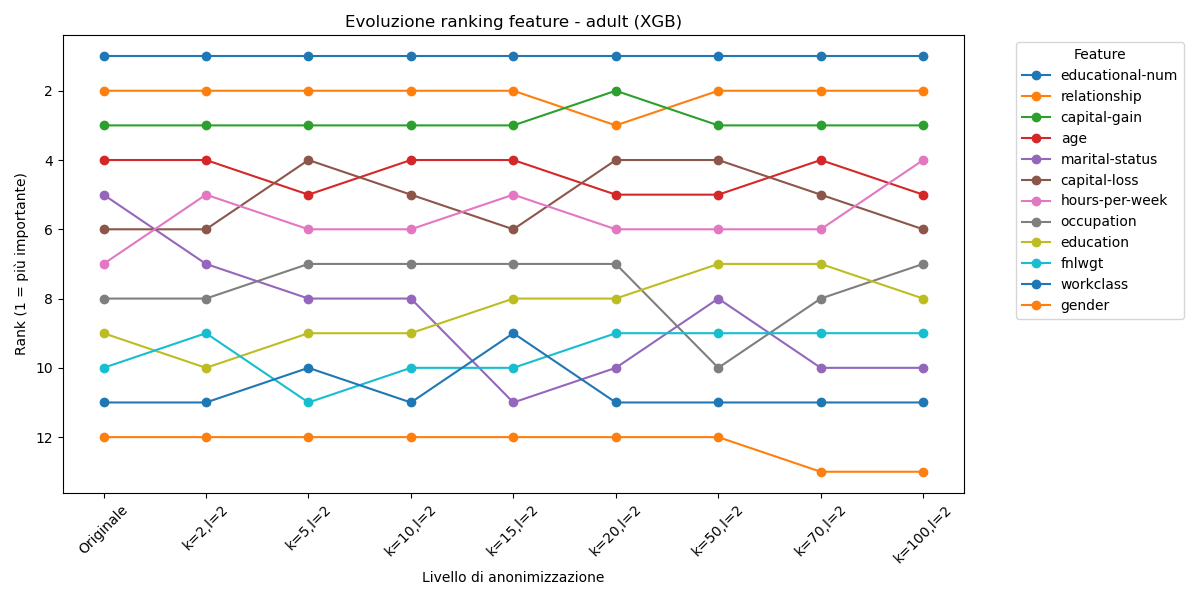 Evoluzione ranking feature - adult (XGB)
Rank (1 = più importante)
2
4
6
8
10
12
Originale
k=2,l=2
k=5,l=2
k=10,l=2
k=15,l=2
k=20,l=2
k=50,l=2
k=70,l=2
k=100,l=2
Livello di anonimizzazione
Feature
educational-num
relationship
capital-gain
age
marital-status
capital-loss
hours-per-week
occupation
education
fnlwgt
workclass
gender